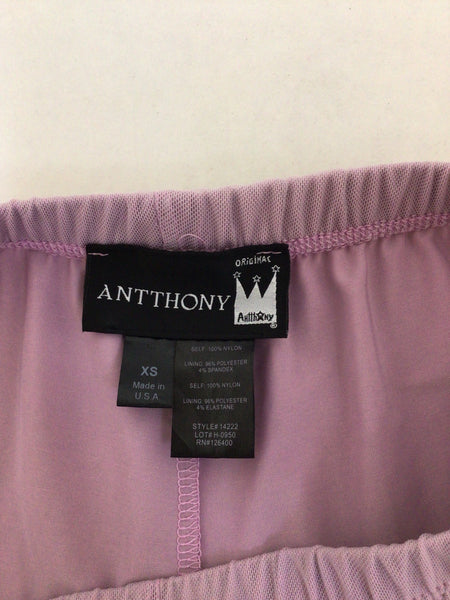 ORIGINAL
ANTTHONY
Antthony
®
XS
Made in
U.S.A
SELF: 100% NYLON
LINING: 96% POLYESTER
4% SPANDEX
SELF: 100% NYLON
LINING: 96% POLYESTER
4% ELASTANE
STYLE# 14222
LOT# H-0950
RN#126400